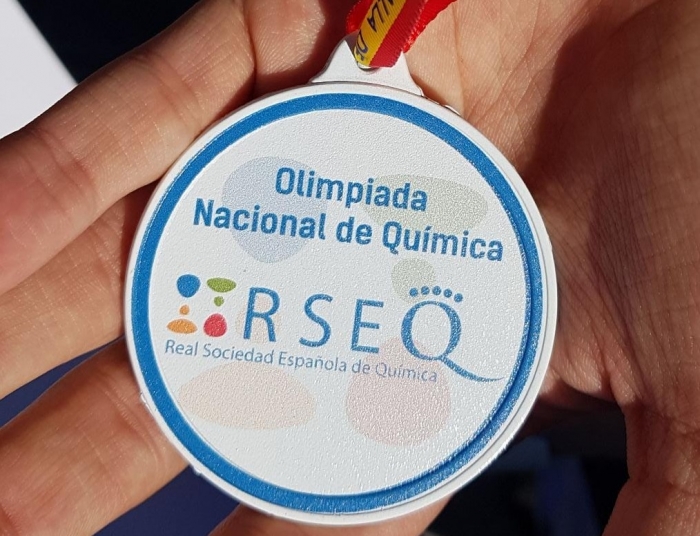 Olimpiada
Nacional de Química
RSEQ
Real Sociedad Española de Química